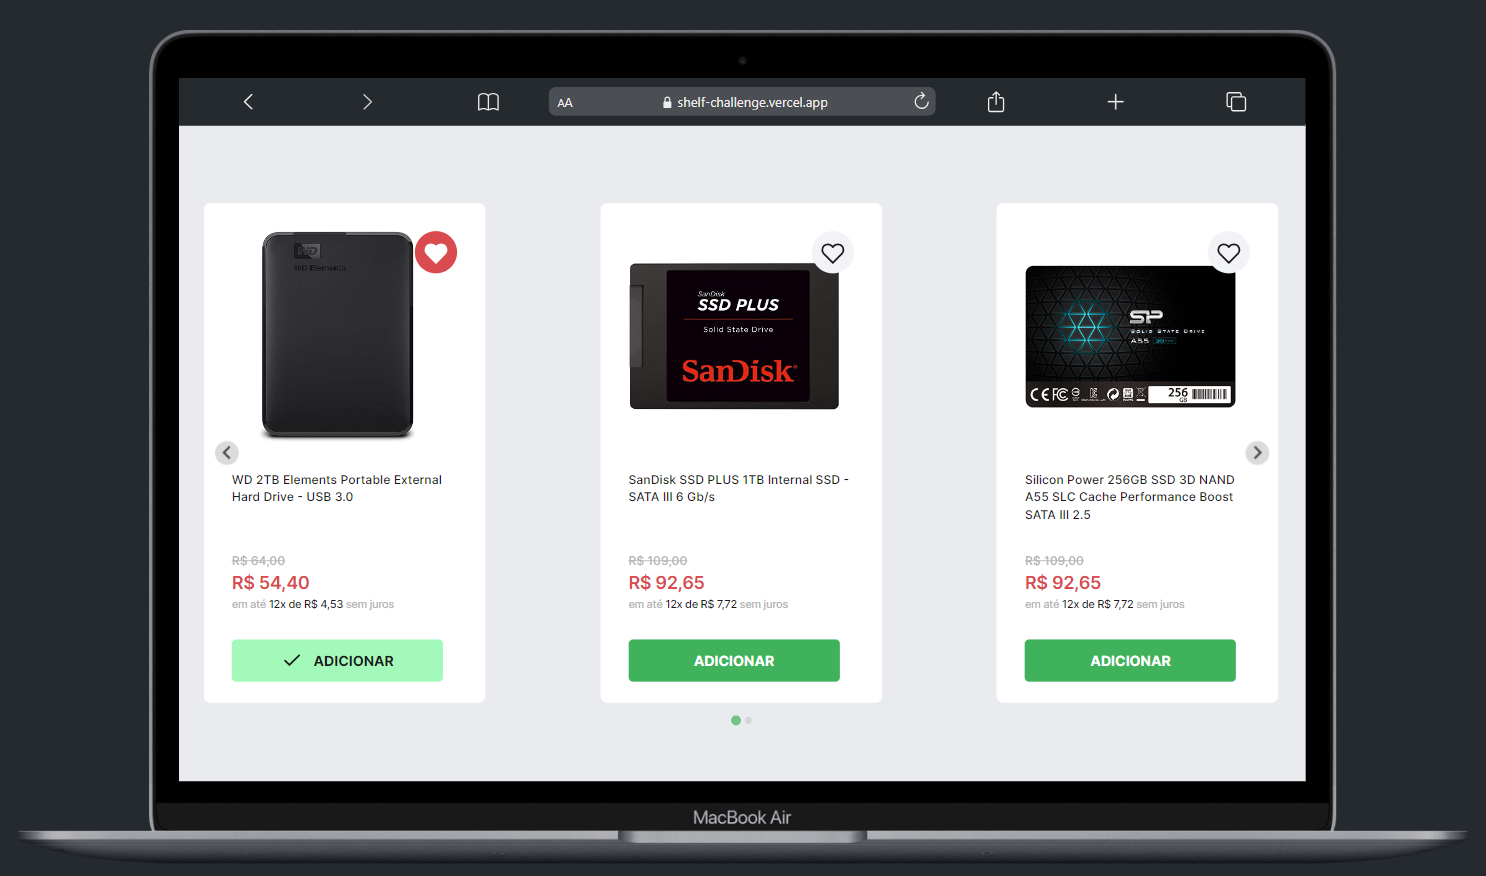 AA
shelf-challenge.vercel.app
WD
WD Elements
WD 2TB Elements Portable External
Hard Drive - USB 3.0
R$ 64,00
R$ 54,40
em até 12x de R$ 4,53 sem juros
ADICIONAR
SanDisk
SSD PLUS
Solid State Drive
SanDisk
SanDisk SSD PLUS 1TB Internal SSD -
SATA III 6 Gb/s
R$ 109,00
R$ 92,65
em até 12x de R$ 7,72 sem juros
ADICIONAR
SP
SOLID STATE DRIVE
A55
CE FC
256
GB
Silicon Power 256GB SSD 3D NAND
A55 SLC Cache Performance Boost
SATA III 2.5
R$ 109,00
R$ 92,65
em até 12x de R$ 7,72 sem juros
ADICIONAR
MacBook Air